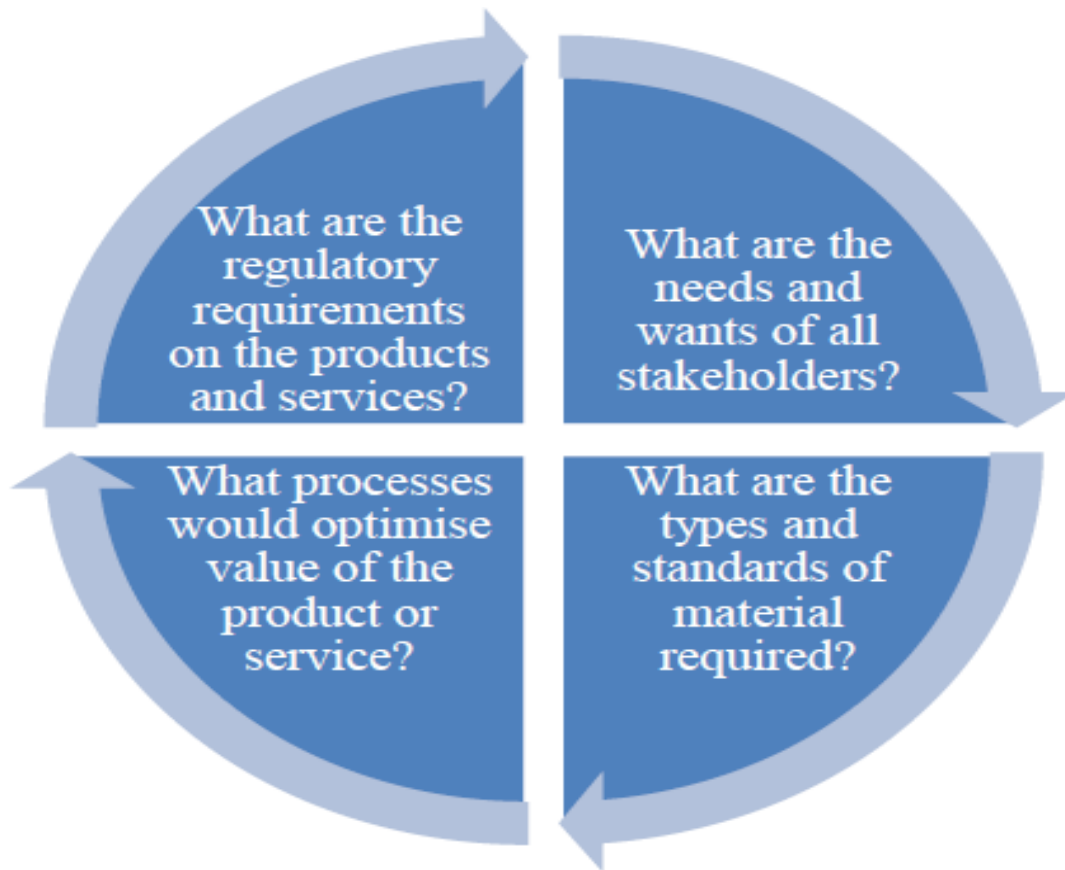 What are the
regulatory
requirements
on the products
and services?
What are the
needs and
wants of all
stakeholders?
What processes
would optimise
value of the
product or
service?
What are the
types and
standards of
material
required?